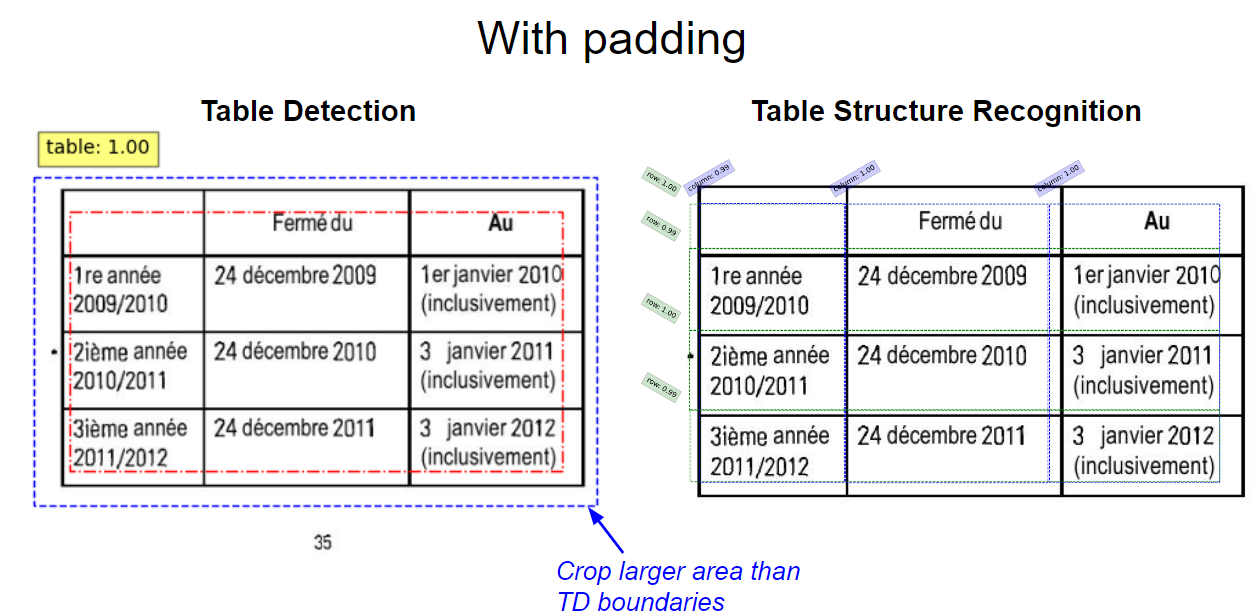 With padding
Table Detection
table: 1.00
Fermé du Au
1re année 24 décembre 2009 1er janvier 2010
2009/2010 (inclusivement)
2ième année 24 décembre 2010 3 janvier 2011
2010/2011 (inclusivement)
3ième année 24 décembre 2011 3 janvier 2012
2011/2012 (inclusivement)
35
Crop larger area than
TD boundaries
Table Structure Recognition
row: 1.00
column: 0.99
column: 1.00
column: 1.00
row: 0.99
row: 1.00
row: 0.99
Fermé du Au
1re année 24 décembre 2009 1er janvier 2010
2009/2010 (inclusivement)
2ième année 24 décembre 2010 3 janvier 2011
2010/2011 (inclusivement)
3ième année 24 décembre 2011 3 janvier 2012
2011/2012 (inclusivement)